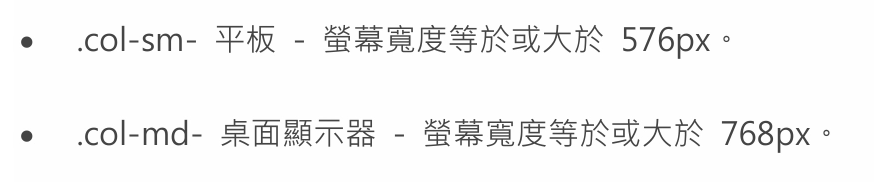 • .col-sm- 平板 - 螢幕寬度等於或大於 576px。
• .col-md- 桌面顯示器 - 螢幕寬度等於或大於 768px。